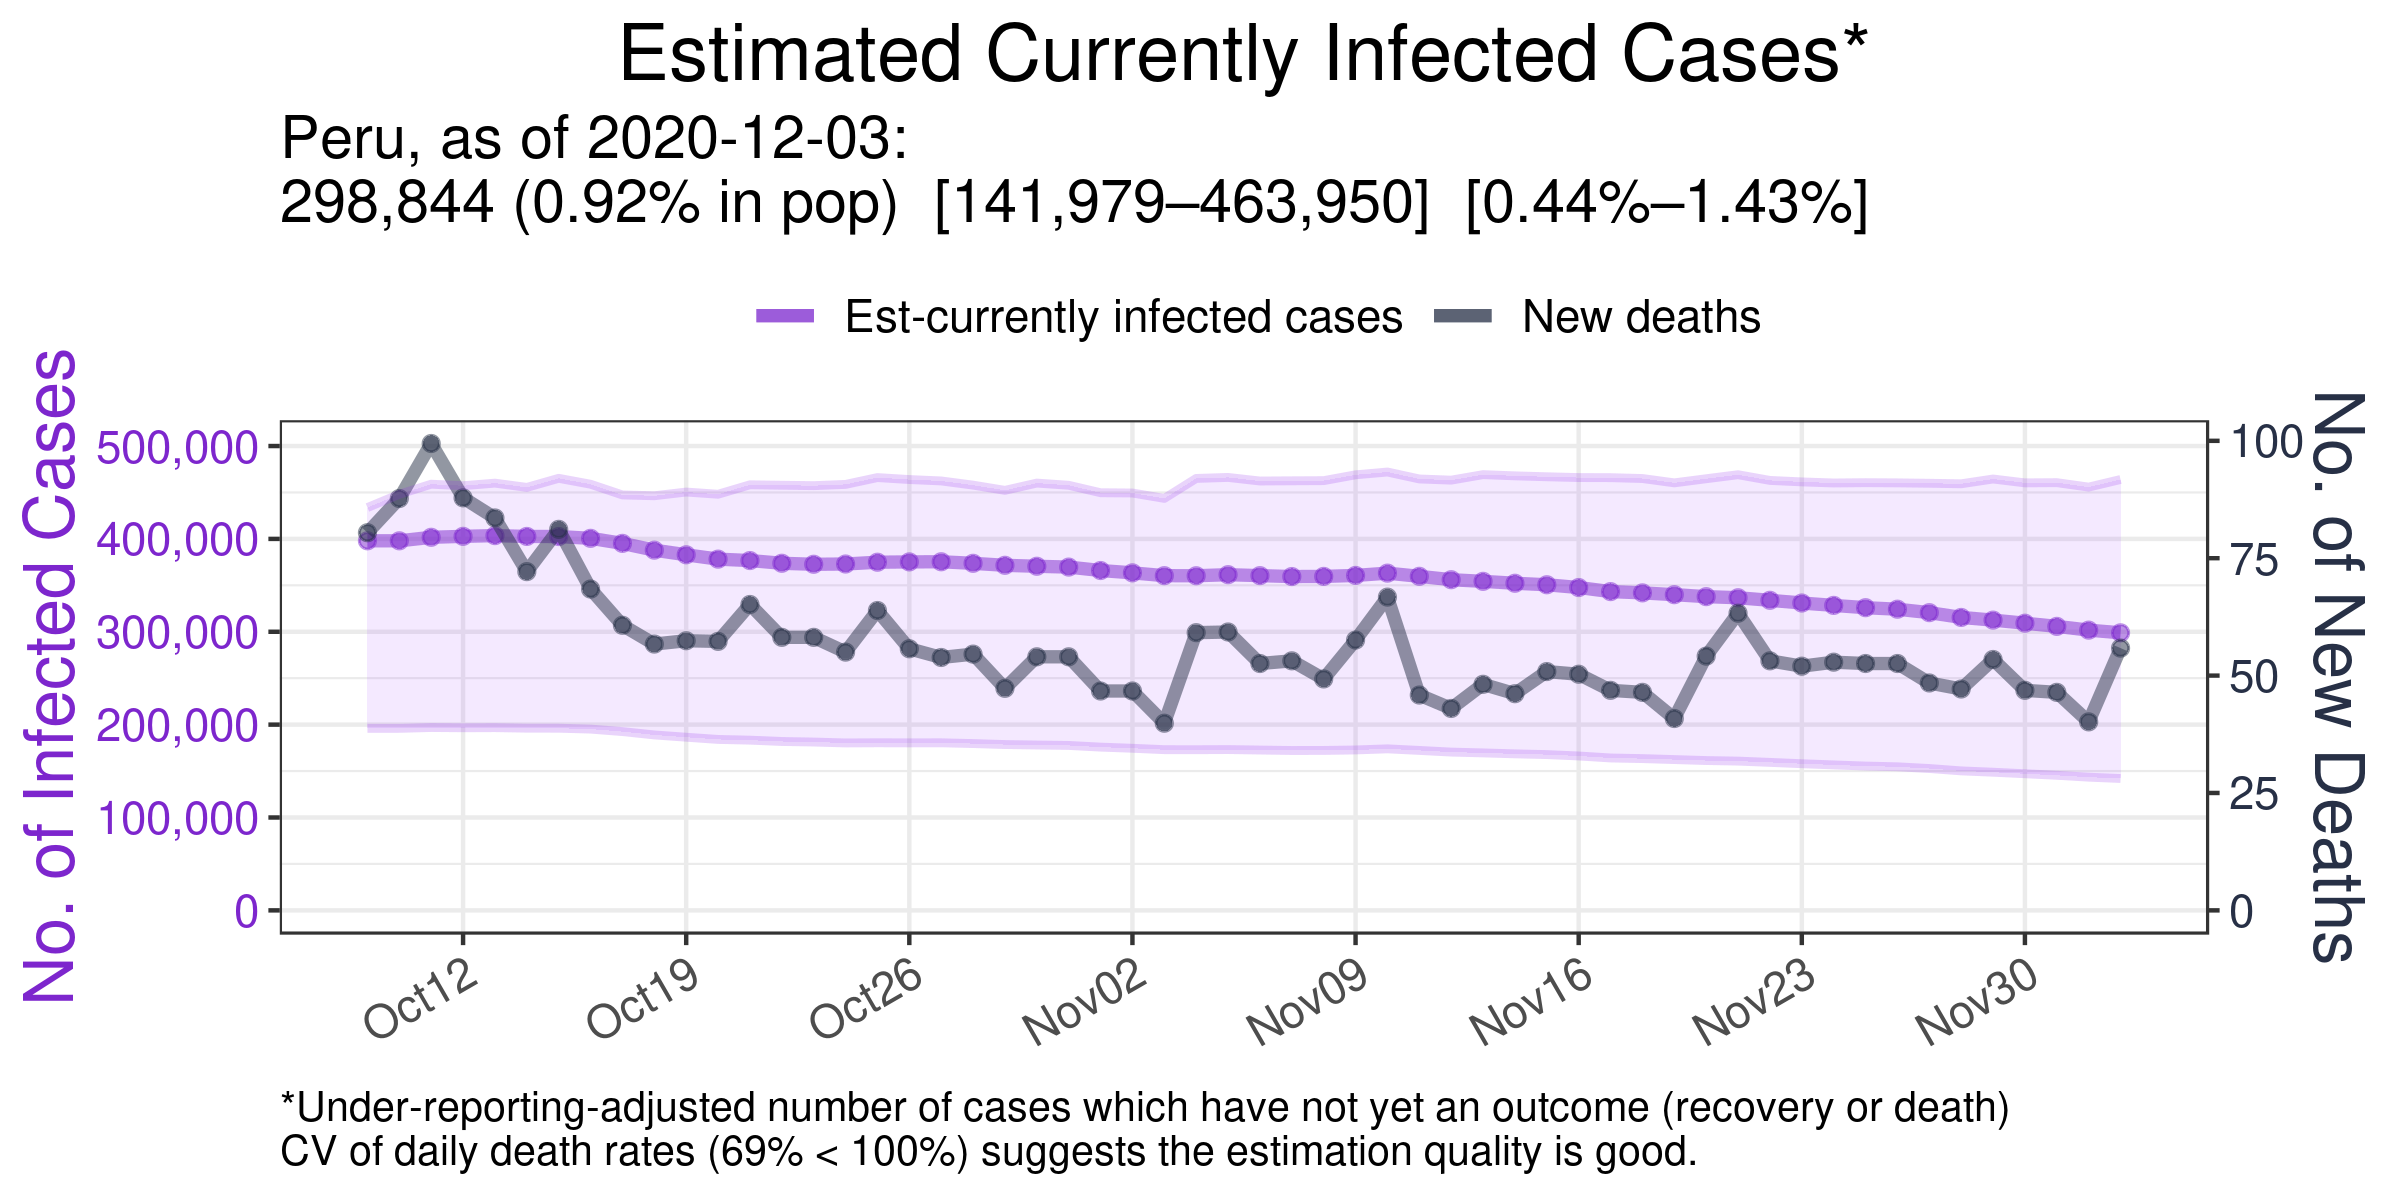 Estimated Currently Infected Cases*
Peru, as of 2020-12-03:
298,844 (0.92% in pop) [141,979–463,950] [0.44%–1.43%]
Est-currently infected cases
New deaths
No. of Infected Cases
500,000
400,000
300,000
200,000
100,000
0
100
75
50
25
0
No. of New Deaths
Oct12
Oct19
Oct26
Nov02
Nov09
Nov16
Nov23
Nov30
*Under-reporting-adjusted number of cases which have not yet an outcome (recovery or death)
CV of daily death rates (69% < 100%) suggests the estimation quality is good.